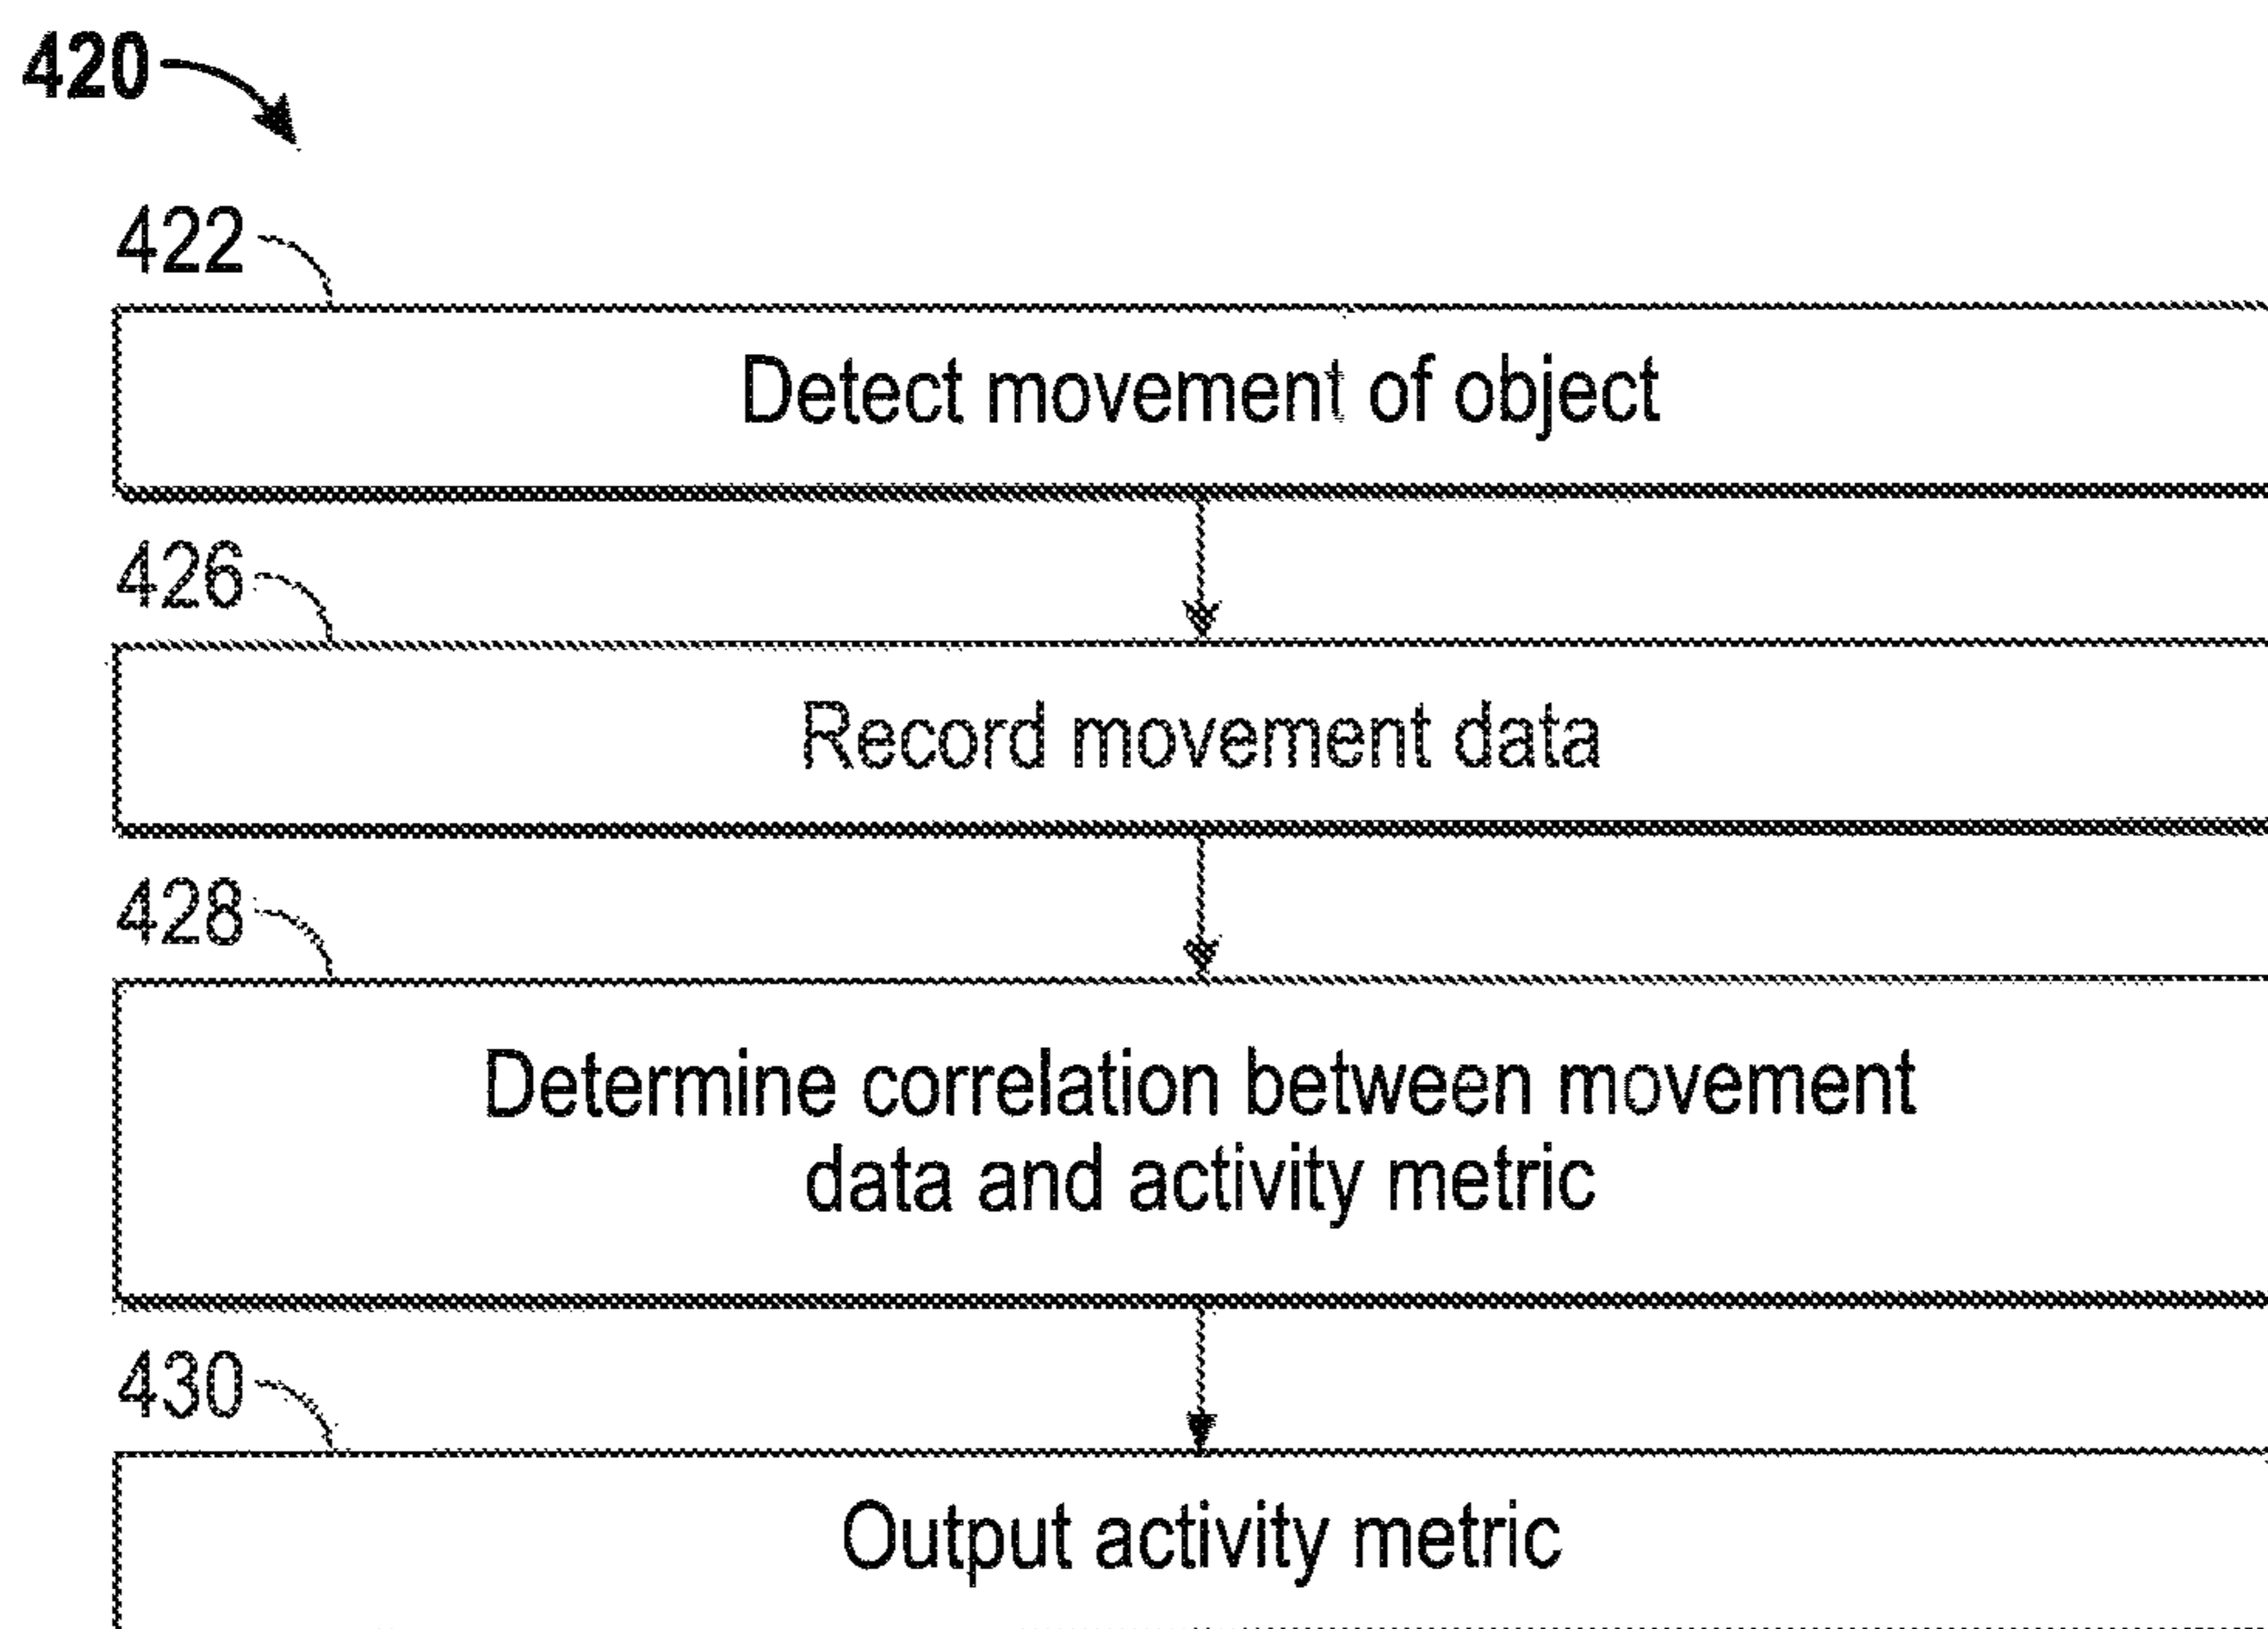 420
422
Detect movement of object
426
Record movement data
428
Determine correlation between movement
data and activity metric
430
Output activity metric